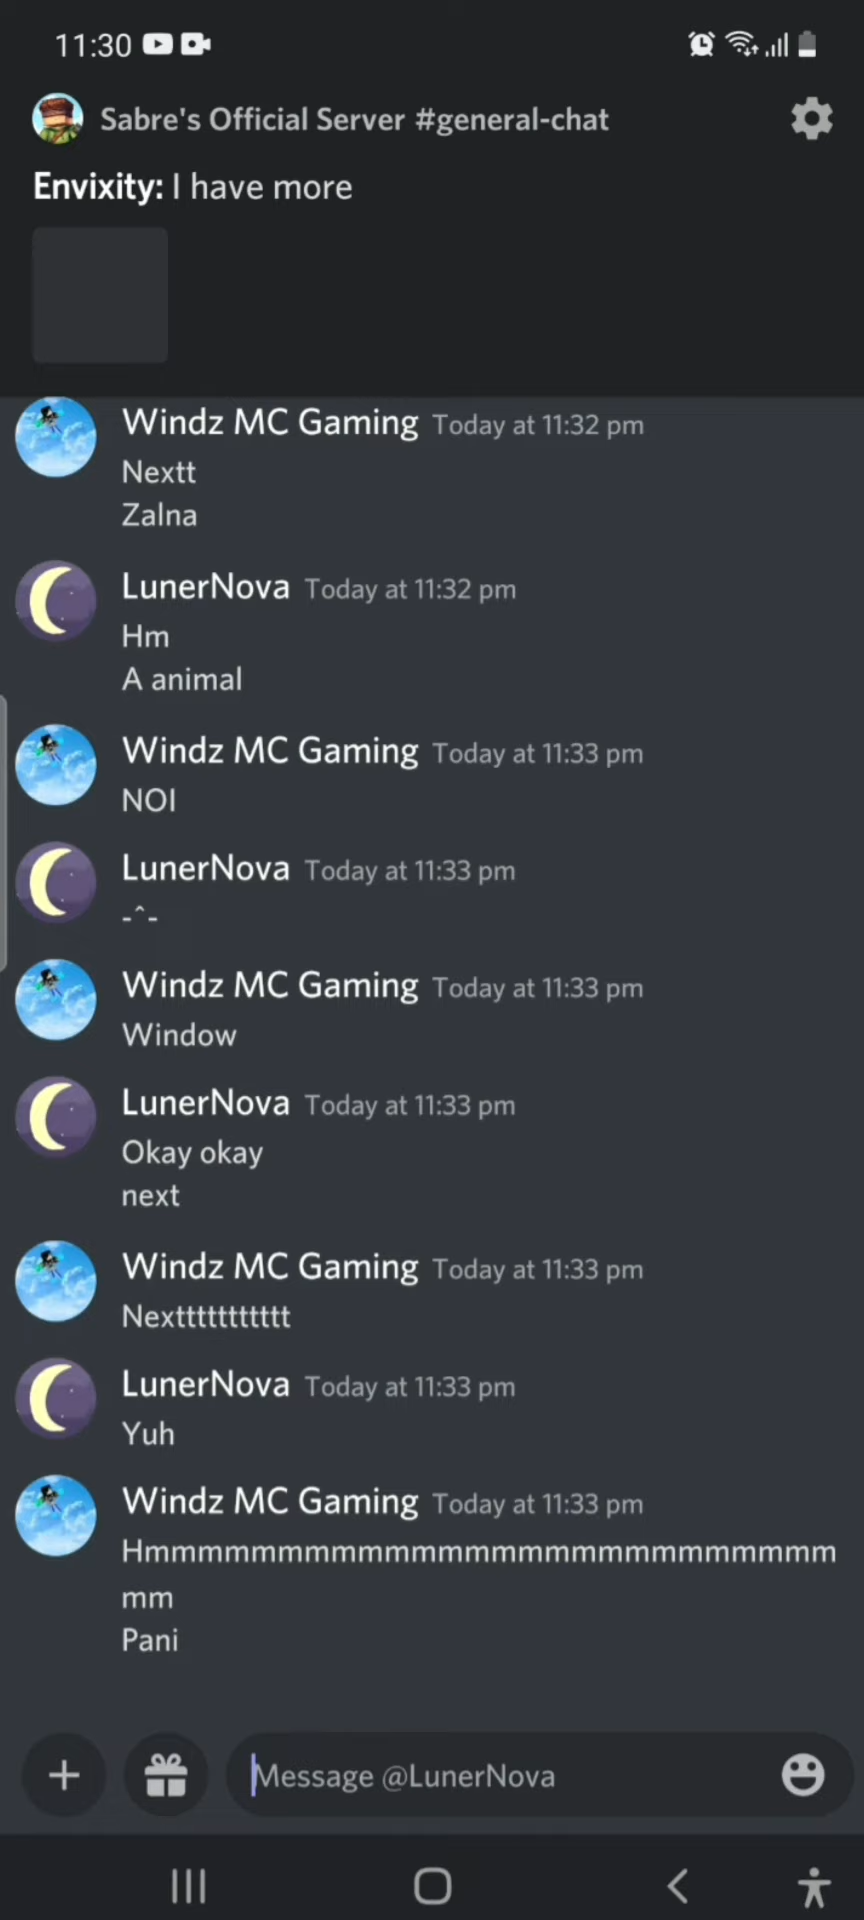 11:30
Sabre's Official Server #general-chat
Envixity: I have more
Windz MC Gaming Today at 11:32 pm
Nextt
Zalna
LunerNova Today at 11:32 pm
Hm
A animal
Windz MC Gaming Today at 11:33 pm
NOI
LunerNova Today at 11:33 pm
-^-
Windz MC Gaming Today at 11:33 pm
Window
LunerNova Today at 11:33 pm
Okay okay
next
Windz MC Gaming Today at 11:33 pm
Nexttttttttttt
LunerNova Today at 11:33 pm
Yuh
Windz MC Gaming Today at 11:33 pm
Hmmmmmmmmmmmmmmmmmmmmmmmmmm
mm
Pani
Message @LunerNova